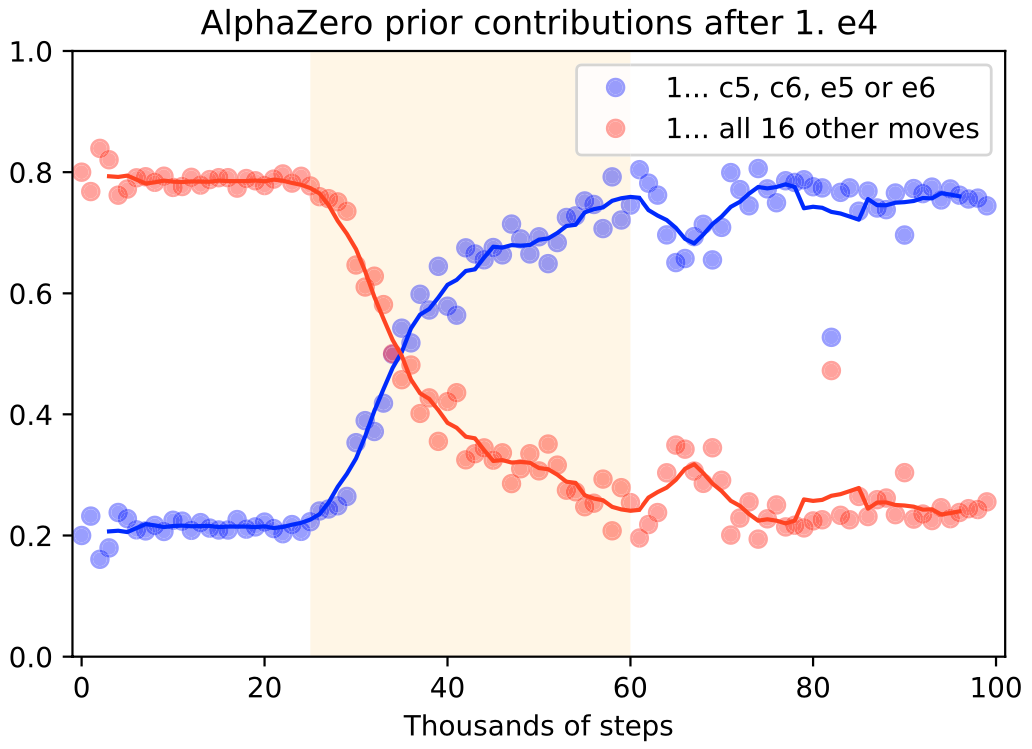 AlphaZero prior contributions after 1. e4
1.0
0.8
0.6
0.4
0.2
0.0
1... c5, c6, e5 or e6
1... all 16 other moves
0 20 40 60 80 100
Thousands of steps